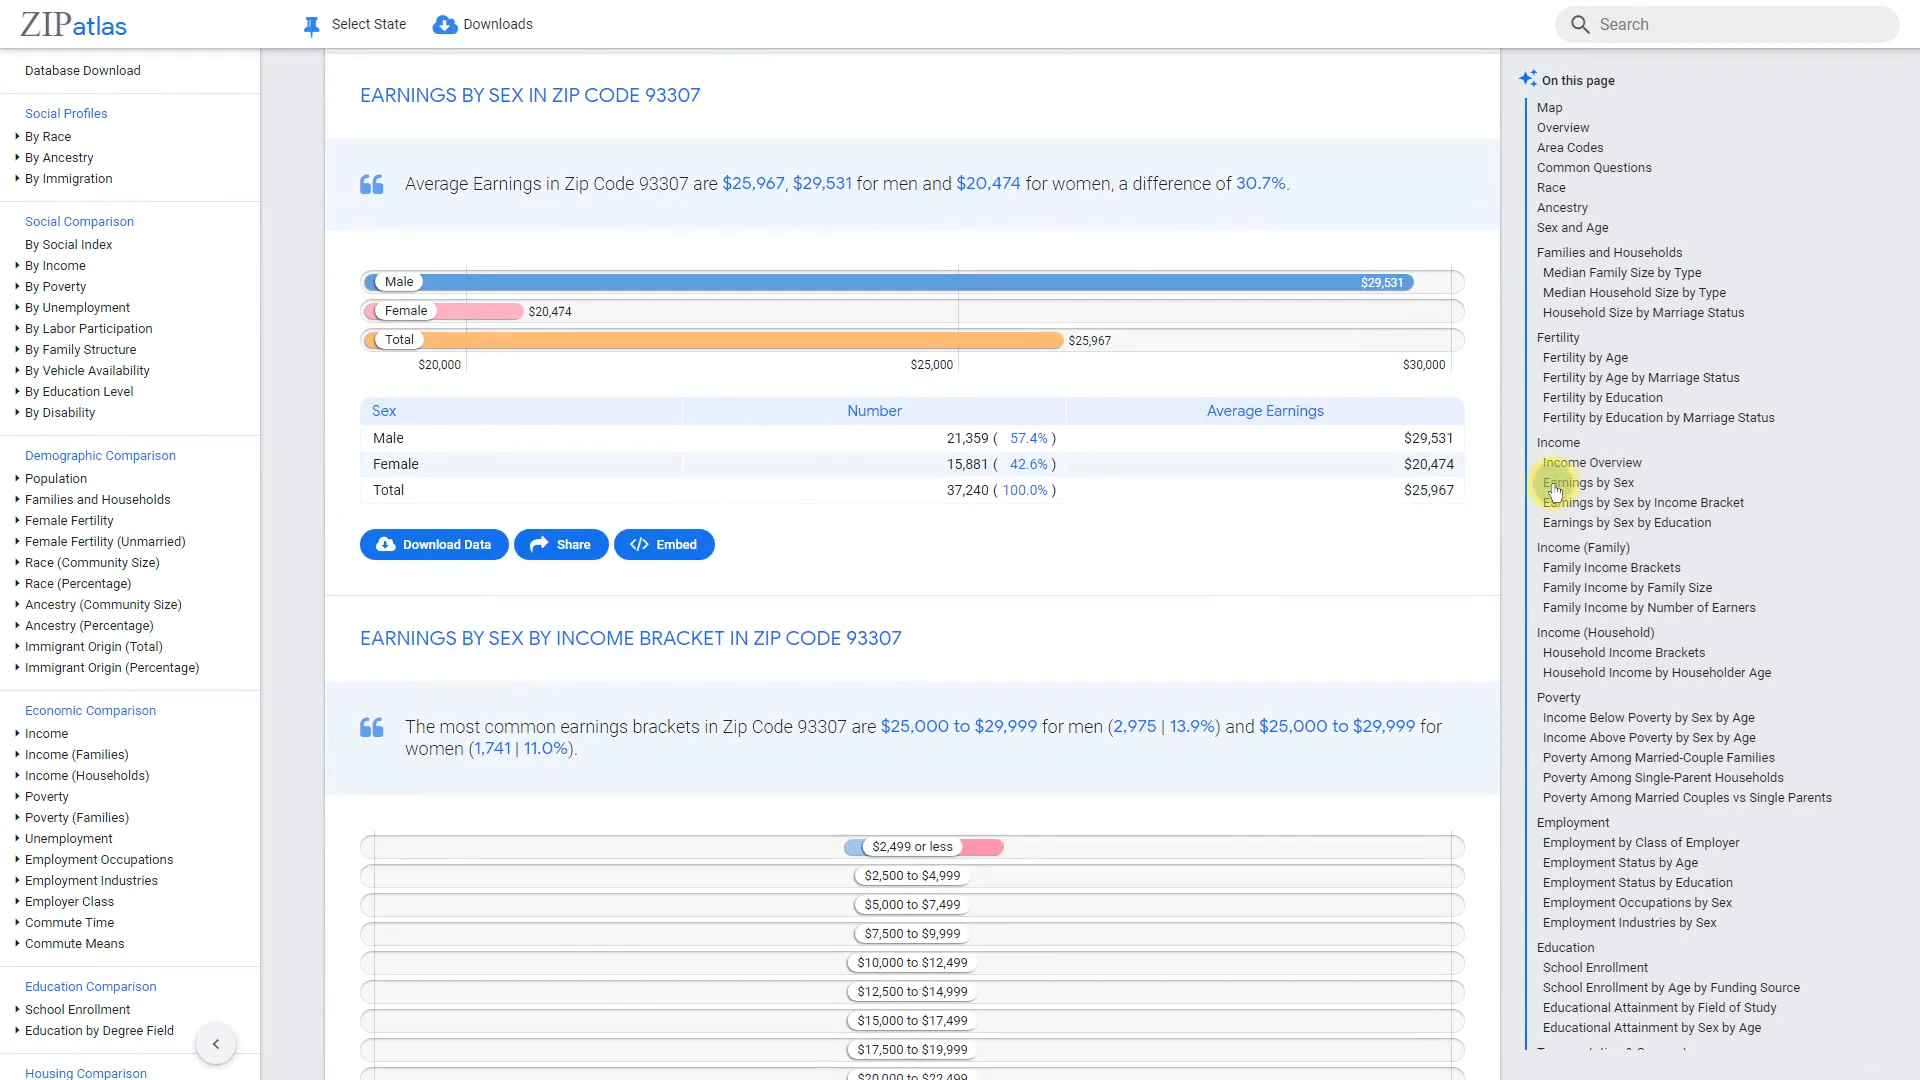 ZIPatlas
Select State
Downloads
Search
Database Download
Social Profiles
By Race
By Ancestry
By Immigration
Social Comparison
By Social Index
By Income
By Poverty
By Unemployment
By Labor Participation
By Family Structure
By Vehicle Availability
By Education Level
By Disability
Demographic Comparison
Population
Families and Households
Female Fertility
Female Fertility (Unmarried)
Race (Community Size)
Race (Percentage)
Ancestry (Community Size)
Ancestry (Percentage)
Immigrant Origin (Total)
Immigrant Origin (Percentage)
Economic Comparison
Income
Income (Families)
Income (Households)
Poverty
Poverty (Families)
Unemployment
Employment Occupations
Employment Industries
Employer Class
Commute Time
Commute Means
Education Comparison
School Enrollment
Education by Degree Field
Housing Comparison
EARNINGS BY SEX IN ZIP CODE 93307
Average Earnings in Zip Code 93307 are $25,967, $29,531 for men and $20,474 for women, a difference of 30.7%.
Male $29,531
Female $20,474
Total $25,967
$20,000 $25,000 $30,000
Sex Number Average Earnings
Male 21,359 ( 57.4% ) $29,531
Female 15,881 ( 42.6% ) $20,474
Total 37,240 ( 100.0% ) $25,967
Download Data Share Embed
EARNINGS BY SEX BY INCOME BRACKET IN ZIP CODE 93307
The most common earnings brackets in Zip Code 93307 are $25,000 to $29,999 for men (2,975 | 13.9%) and $25,000 to $29,999 for
women (1,741 | 11.0%).
$2,499 or less
$2,500 to $4,999
$5,000 to $7,499
$7,500 to $9,999
$10,000 to $12,499
$12,500 to $14,999
$15,000 to $17,499
$17,500 to $19,999
$20,000 to $22,499
On this page
Map
Overview
Area Codes
Common Questions
Race
Ancestry
Sex and Age
Families and Households
Median Family Size by Type
Median Household Size by Type
Household Size by Marriage Status
Fertility
Fertility by Age
Fertility by Age by Marriage Status
Fertility by Education
Fertility by Education by Marriage Status
Income
Income Overview
Earnings by Sex
Earnings by Sex by Income Bracket
Earnings by Sex by Education
Income (Family)
Family Income Brackets
Family Income by Family Size
Family Income by Number of Earners
Income (Household)
Household Income Brackets
Household Income by Householder Age
Poverty
Income Below Poverty by Sex by Age
Income Above Poverty by Sex by Age
Poverty Among Married-Couple Families
Poverty Among Single-Parent Households
Poverty Among Married Couples vs Single Parents
Employment
Employment by Class of Employer
Employment Status by Age
Employment Status by Education
Employment Occupations by Sex
Employment Industries by Sex
Education
School Enrollment
School Enrollment by Age by Funding Source
Educational Attainment by Field of Study
Educational Attainment by Sex by Age